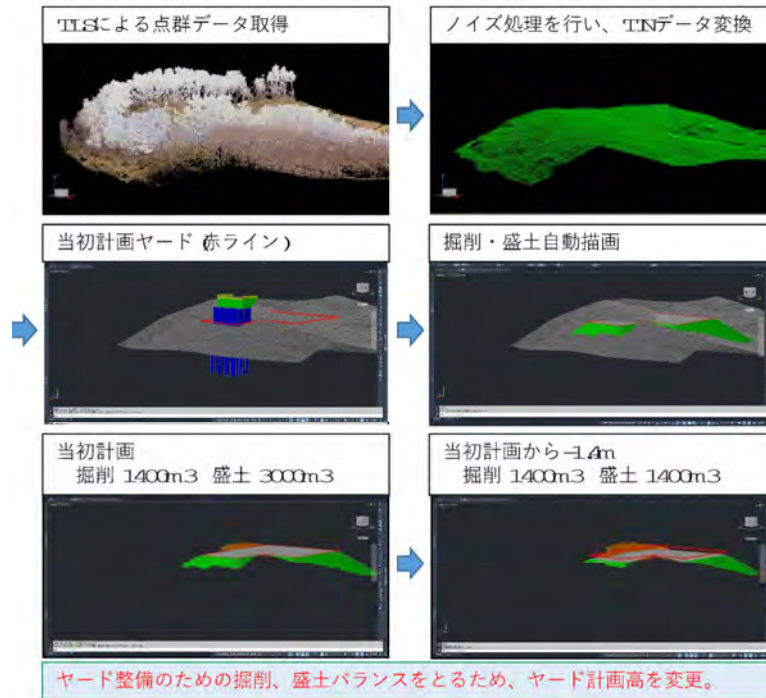 TLSによる点群データ取得
ノイズ処理を行い、TINデータ変換
当初計画ヤード(赤ライン)
掘削・盛土自動描画
当初計画
掘削 1400m3 盛土 3000m3
当初計画から-1.4m
掘削 1400m3 盛土 1400m3
ヤード整備のための掘削、盛土バランスをとるため、ヤード計画高を変更。